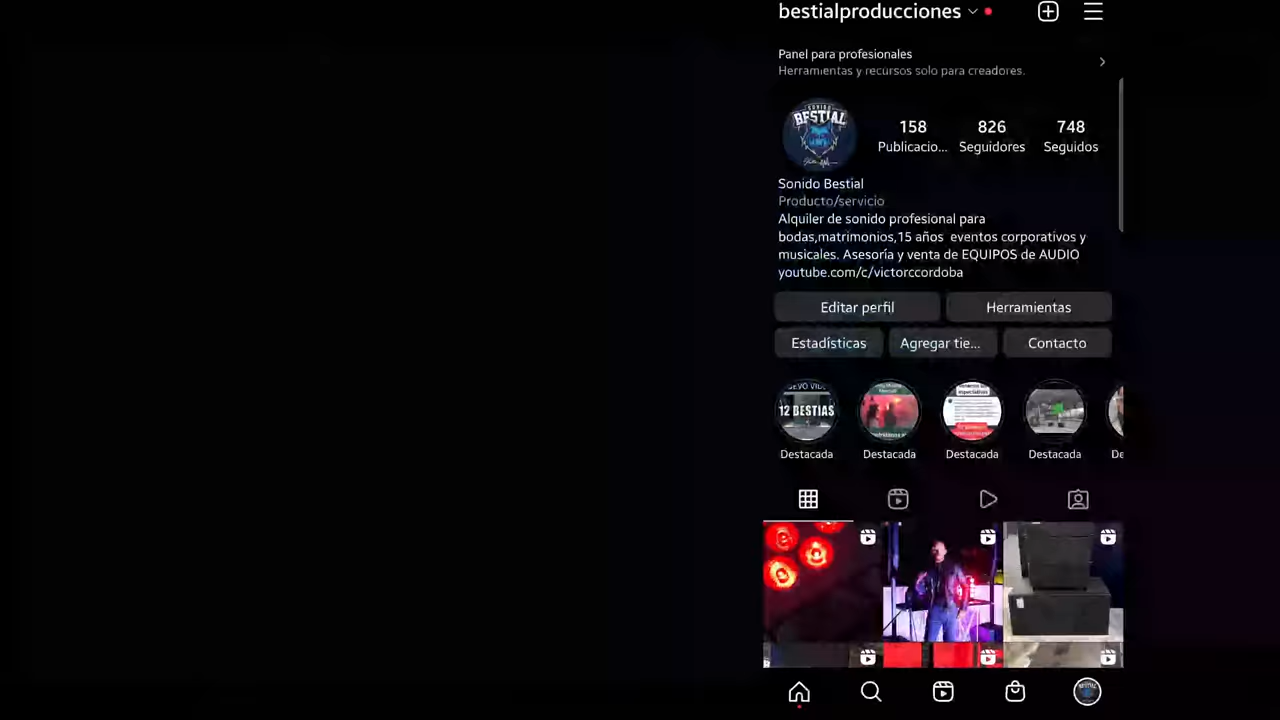 bestialproducciones
Panel para profesionales
Herramientas y recursos solo para creadores.
SONIDO
BESTIAL
158
826
748
Publicacio...
Seguidores
Seguidos
Sonido Bestial
Producto/servicio
Alquiler de sonido profesional para
bodas,matrimonios,15 años eventos corporativos y
musicales. Asesoría y venta de EQUIPOS de AUDIO
youtube.com/c/victorccordoba
Editar perfil
Herramientas
Estadísticas
Agregar tie...
Contacto
12 BESTIAS
Destacada
Destacada
Destacada
Destacada
De